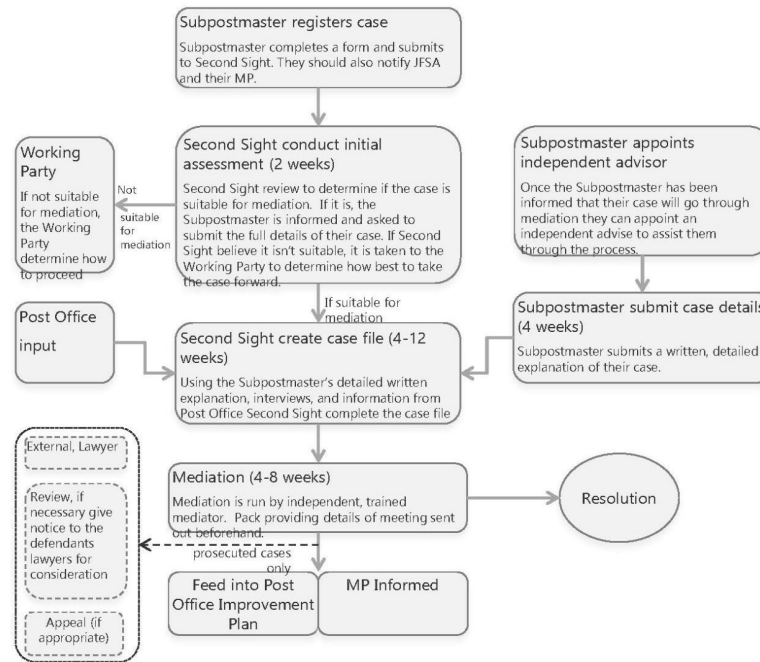 Subpostmaster registers case
Subpostmaster completes a form and submits
to Second Sight. They should also notify JFSA
and their MP.
Working
Party
If not suitable
for mediation,
the Working
Party
determine how
to proceed
Not
suitable
for
mediation
Second Sight conduct initial
assessment (2 weeks)
Second Sight review to determine if the case is
suitable for mediation. If it is, the
Subpostmaster is informed and asked to
submit the full details of their case. If Second
Sight believe it isn't suitable, it is taken to the
Working Party to determine how best to take
the case forward.
Subpostmaster appoints
independent advisor
Once the Subpostmaster has been
informed that their case will go through
mediation they can appoint an
independent advise to assist them
through the process.
If suitable for
mediation
Post Office
input
Second Sight create case file (4-12
weeks)
Using the Subpostmaster's detailed written
explanation, interviews, and information from
Post Office Second Sight complete the case file
Subpostmaster submit case details
(4 weeks)
Subpostmaster submits a written, detailed
explanation of their case.
External, Lawyer
Review, if
necessary give
notice to the
defendants
lawyers for
consideration
Appeal (if
appropriate)
Mediation (4-8 weeks)
Mediation is run by independent, trained
mediator. Pack providing details of meeting sent
out beforehand.
Resolution
prosecuted cases
only
Feed into Post
Office Improvement
Plan
MP Informed